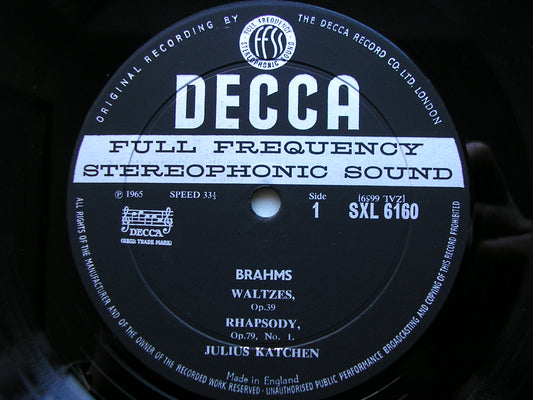 ORIGINAL RECORDING BY THE DECCA RECORD CO. LTD. LONDON
FULL FREQUENCY STEREOPHONIC SOUND
FFSS
DECCA
FULL FREQUENCY
STEREOPHONIC SOUND
℗ 1965 SPEED 33⅓ Side [ZAL 6659]
1 SXL 6160
DECCA
(REGD. TRADE MARK)
BRAHMS
WALTZES,
Op.39
RHAPSODY,
Op.79, No. 1,
JULIUS KATCHEN
Made in England
ALL RIGHTS OF THE MANUFACTURER AND OF THE OWNER OF THE RECORDED WORK RESERVED · UNAUTHORISED PUBLIC PERFORMANCE BROADCASTING AND COPYING OF THIS RECORD PROHIBITED